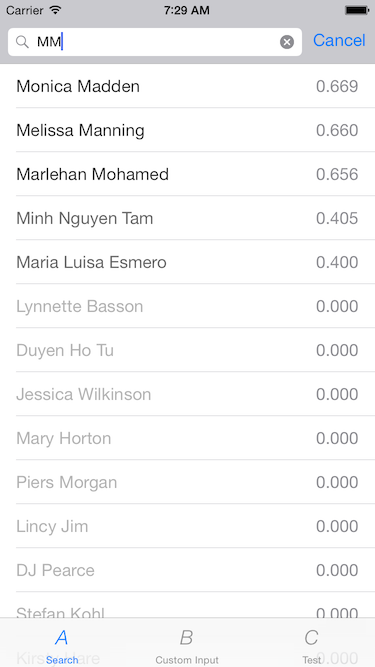 Carrier 7:29 AM
MM Cancel
Monica Madden 0.669
Melissa Manning 0.660
Marlehan Mohamed 0.656
Minh Nguyen Tam 0.405
Maria Luisa Esmero 0.400
Lynnette Basson 0.000
Duyen Ho Tu 0.000
Jessica Wilkinson 0.000
Mary Horton 0.000
Piers Morgan 0.000
Lincy Jim 0.000
DJ Pearce 0.000
Stefan Kohl 0.000
0.000
A B C
Search Custom Input Test